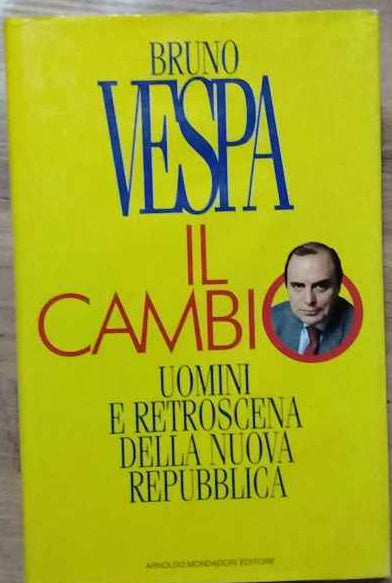 BRUNO
VESPA
IL
CAMBIO
UOMINI
E RETROSCENA
DELLA NUOVA
REPUBBLICA
ARNOLDO MONDADORI EDITORE